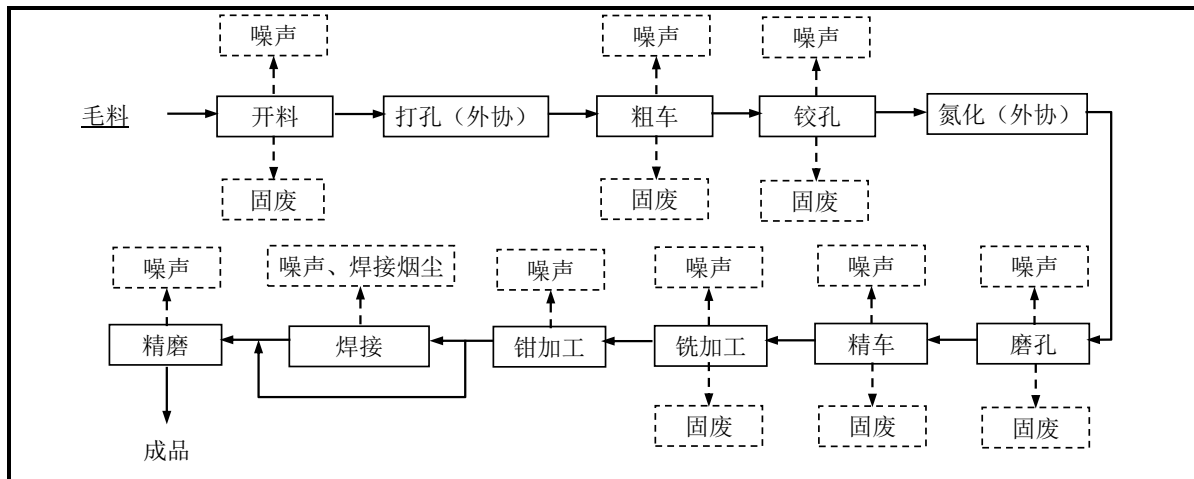 噪声
噪声
噪声
毛料
开料
打孔（外协）
粗车
铰孔
氮化（外协）
固废
固废
固废
噪声
噪声、焊接烟尘
噪声
噪声
噪声
噪声
精磨
焊接
钳加工
铣加工
精车
磨孔
成品
固废
固废
固废